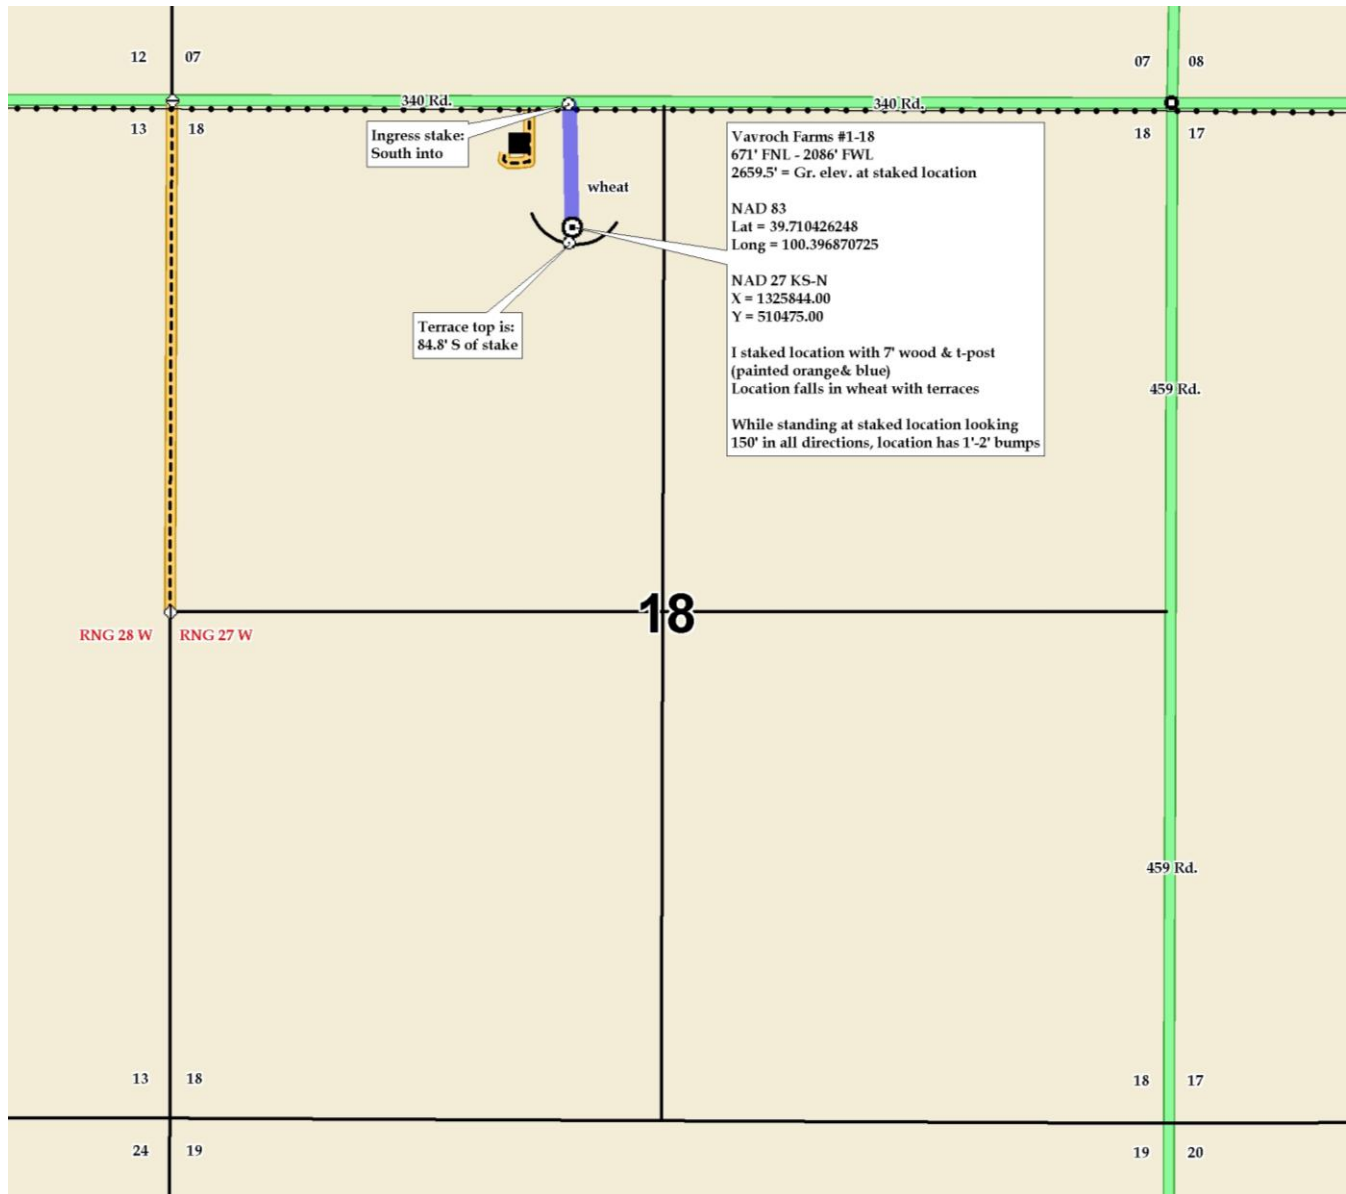 12 07
07 08
340 Rd.
340 Rd.
13 18
18 17
Ingress stake:
South into
wheat
Vavroch Farms #1-18
671' FNL - 2086' FWL
2659.5' = Gr. elev. at staked location
NAD 83
Lat = 39.710426248
Long = 100.396870725
NAD 27 KS-N
X = 1325844.00
Y = 510475.00
I staked location with 7' wood & t-post
(painted orange& blue)
Location falls in wheat with terraces
While standing at staked location looking
150' in all directions, location has 1'-2' bumps
Terrace top is:
84.8' S of stake
459 Rd.
18
RNG 28 W RNG 27 W
459 Rd.
13 18
18 17
24 19
19 20